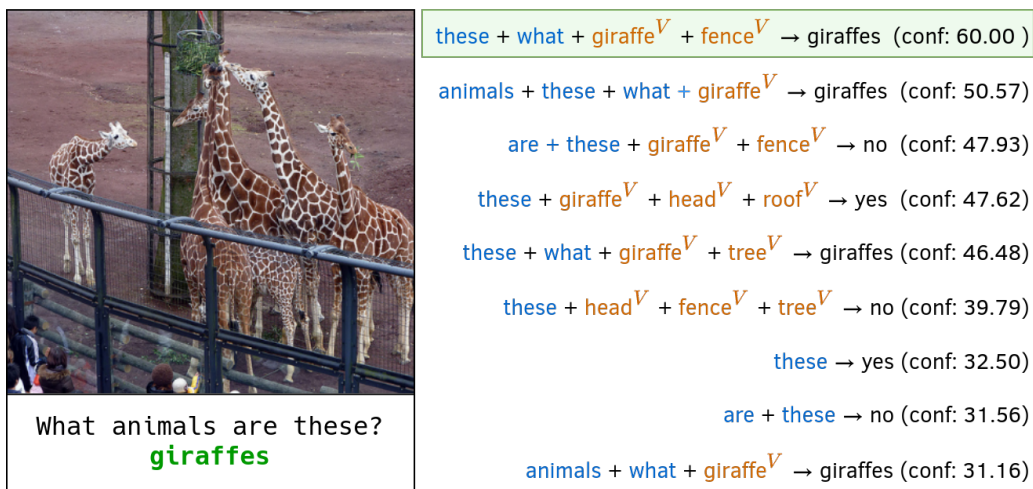 these + what + giraffe^V + fence^V → giraffes (conf: 60.00 )
animals + these + what + giraffe^V → giraffes (conf: 50.57)
are + these + giraffe^V + fence^V → no (conf: 47.93)
these + giraffe^V + head^V + roof^V → yes (conf: 47.62)
these + what + giraffe^V + tree^V → giraffes (conf: 46.48)
these + head^V + fence^V + tree^V → no (conf: 39.79)
these → yes (conf: 32.50)
are + these → no (conf: 31.56)
animals + what + giraffe^V → giraffes (conf: 31.16)
What animals are these?
giraffes